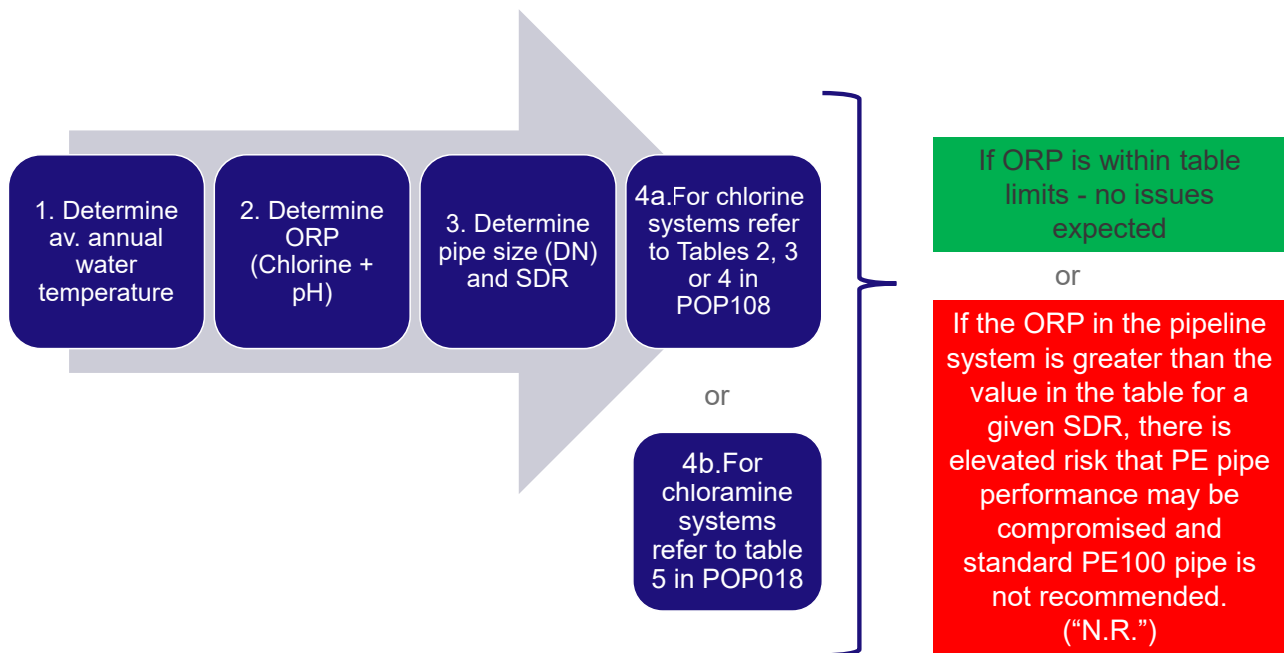 1. Determine
av. annual
water
temperature
2. Determine
ORP
(Chlorine +
pH)
3. Determine
pipe size (DN)
and SDR
4a.For chlorine
systems refer
to Tables 2, 3
or 4 in
POP108
or
4b.For
chloramine
systems
refer to table
5 in POP018
If ORP is within table
limits - no issues
expected
or
If the ORP in the pipeline
system is greater than the
value in the table for a
given SDR, there is
elevated risk that PE pipe
performance may be
compromised and
standard PE100 pipe is
not recommended.
(“N.R.”)